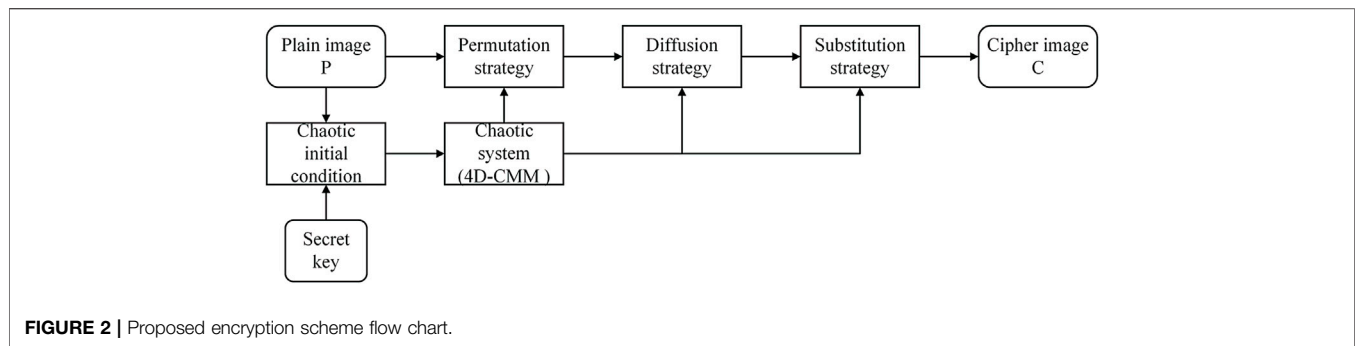 Plain image
P
Permutation
strategy
Diffusion
strategy
Substitution
strategy
Cipher image
C
Chaotic
initial
condition
Chaotic
system
(4D-CMM )
Secret
key
FIGURE 2 | Proposed encryption scheme flow chart.